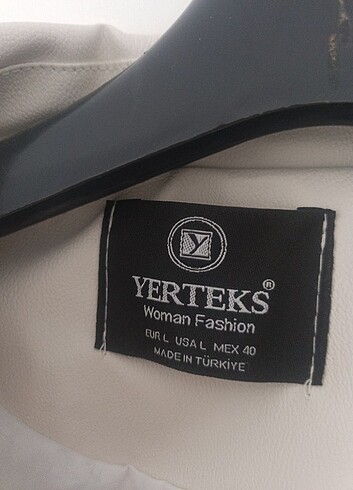 Y
YERTEKS®
Woman Fashion
EUR L USA L MEX 40
MADE IN TÜRKİYE